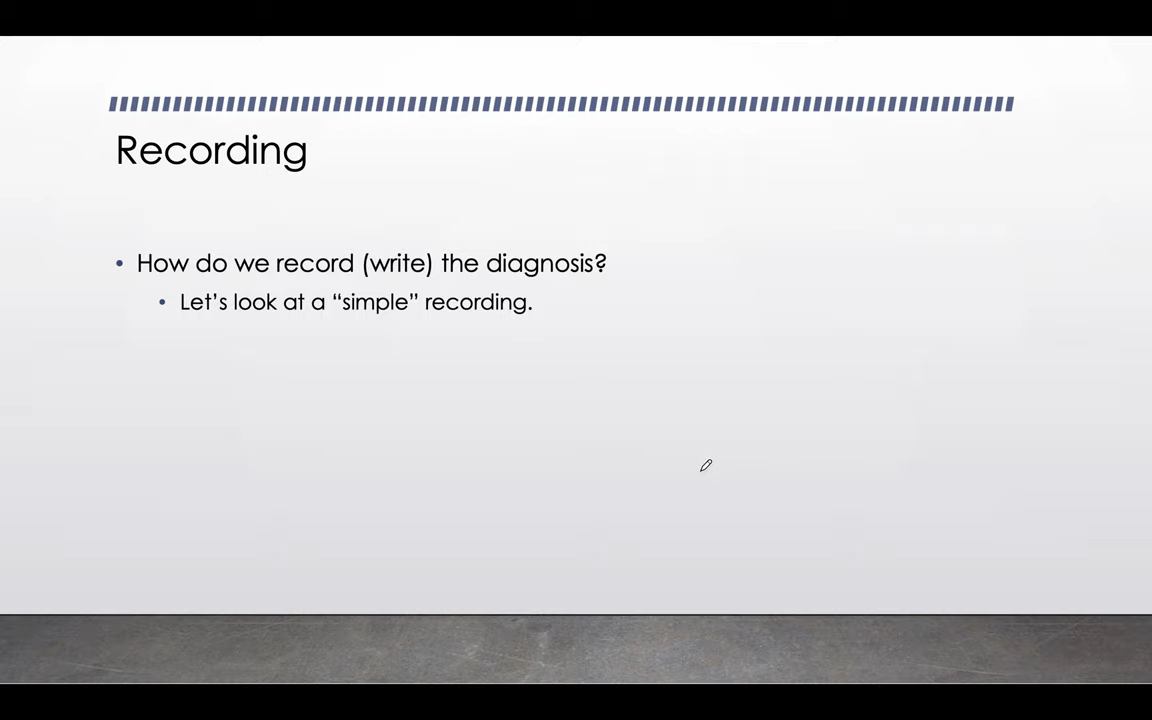 Recording
• How do we record (write) the diagnosis?
• Let’s look at a “simple” recording.